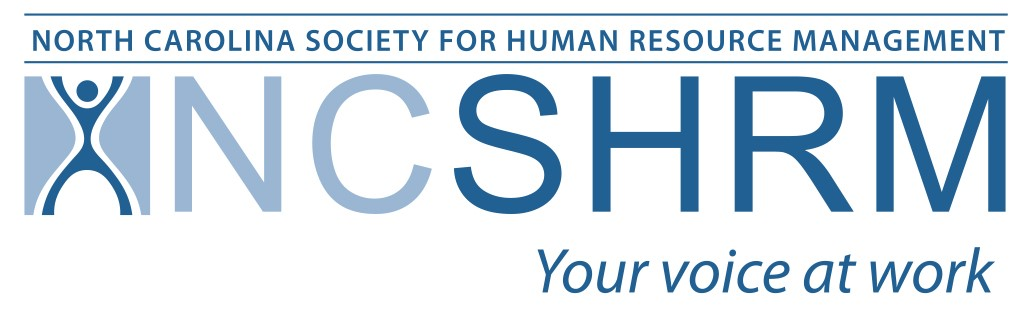 NORTH CAROLINA SOCIETY FOR HUMAN RESOURCE MANAGEMENT
NCSHRM
Your voice at work